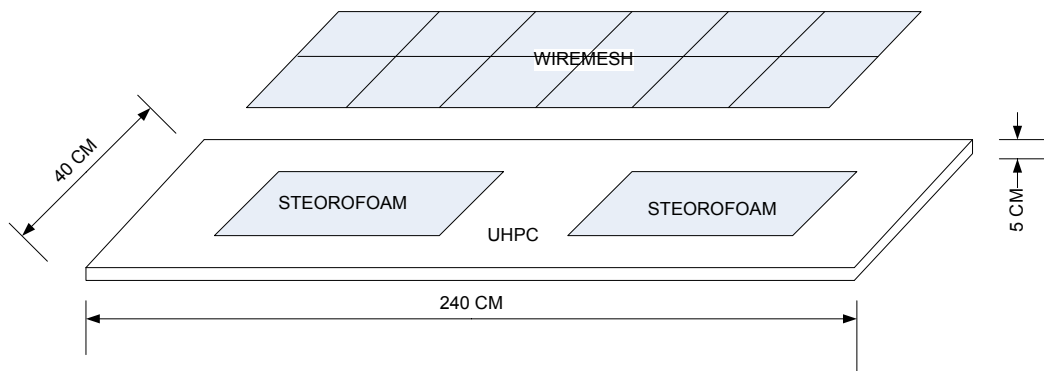 WIREMESH
40 CM
STEOROFOAM
STEOROFOAM
UHPC
5 CM
240 CM